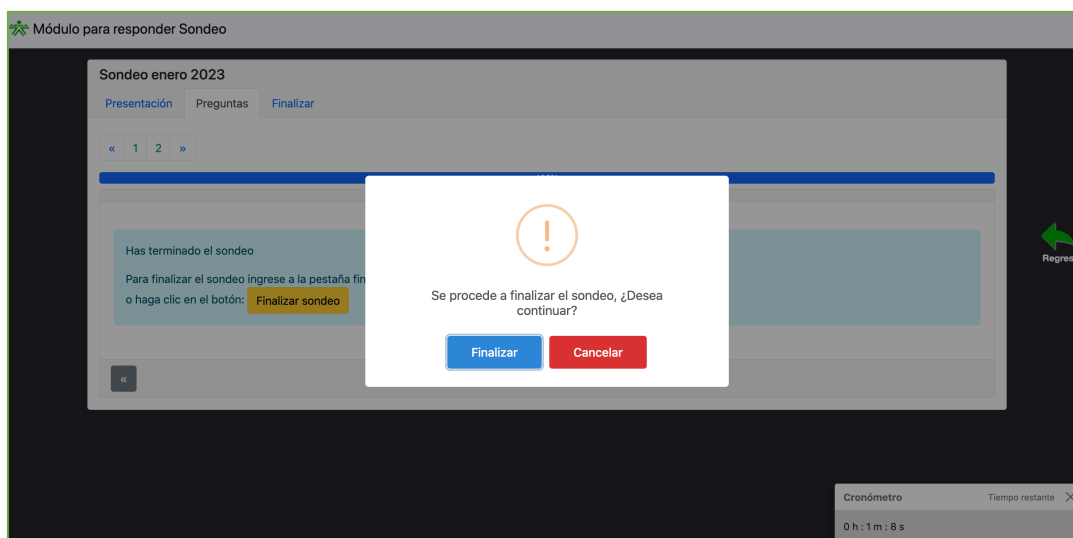 Módulo para responder Sondeo
Sondeo enero 2023
Presentación Preguntas Finalizar
« 1 2 »
Has terminado el sondeo
Para finalizar el sondeo ingrese a la pestaña fin
o haga clic en el botón: Finalizar sondeo
Se procede a finalizar el sondeo, ¿Desea
continuar?
Finalizar Cancelar
Regres
«
Cronómetro Tiempo restante
0 h : 1 m : 8 s